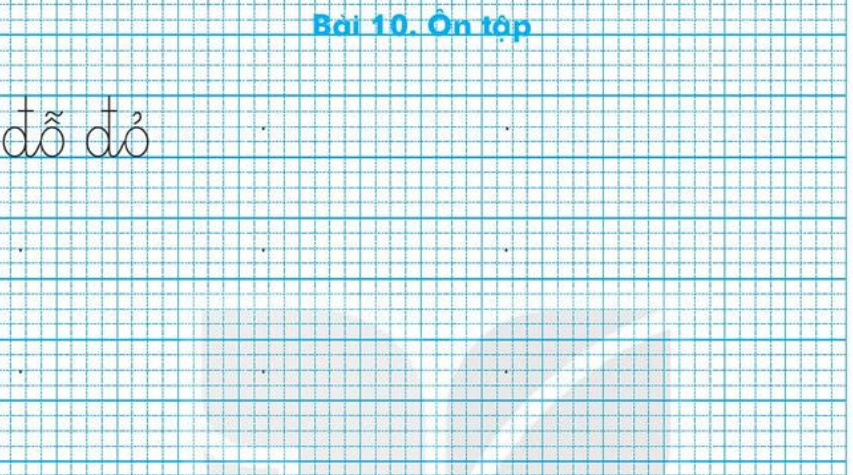 Bài 10. Ôn tập
đỗ đỏ